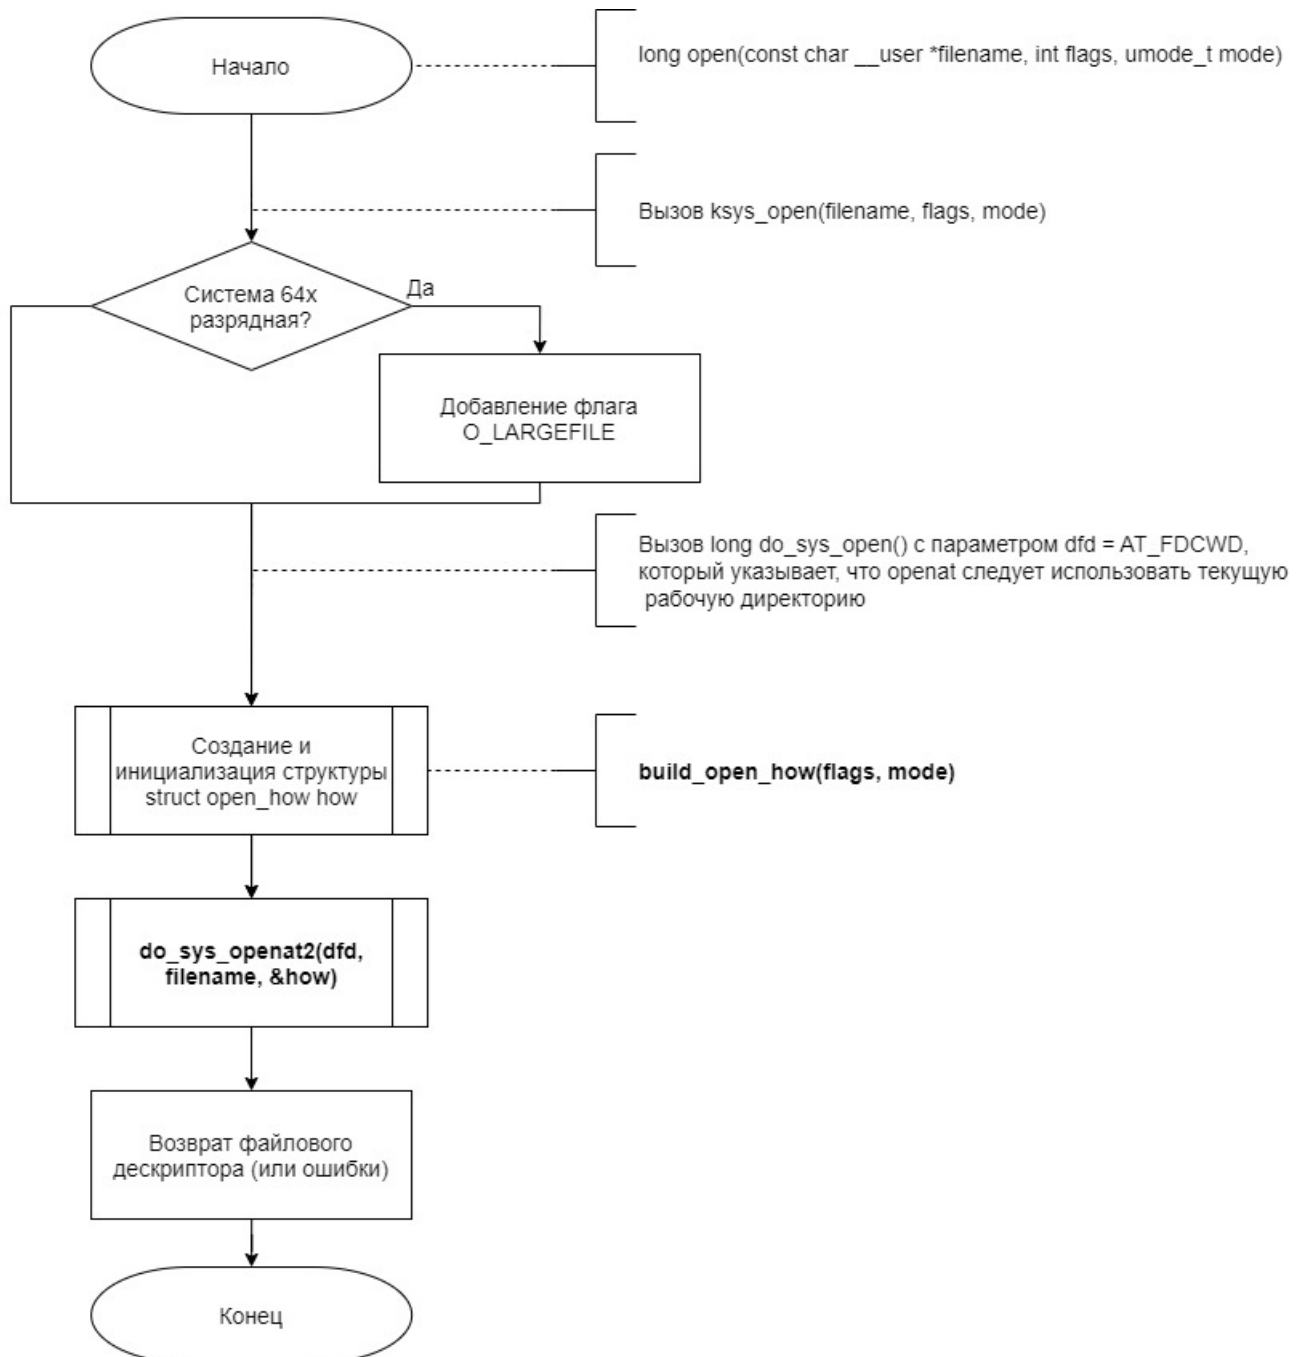 Начало
long open(const char __user *filename, int flags, umode_t mode)
Вызов ksys_open(filename, flags, mode)
Система 64х
разрядная?
Да
Добавление флага
O_LARGEFILE
Вызов long do_sys_open() с параметром dfd = AT_FDCWD,
который указывает, что openat следует использовать текущую
рабочую директорию
Создание и
инициализация структуры
struct open_how how
build_open_how(flags, mode)
do_sys_openat2(dfd,
filename, &how)
Возврат файлового
дескриптора (или ошибки)
Конец